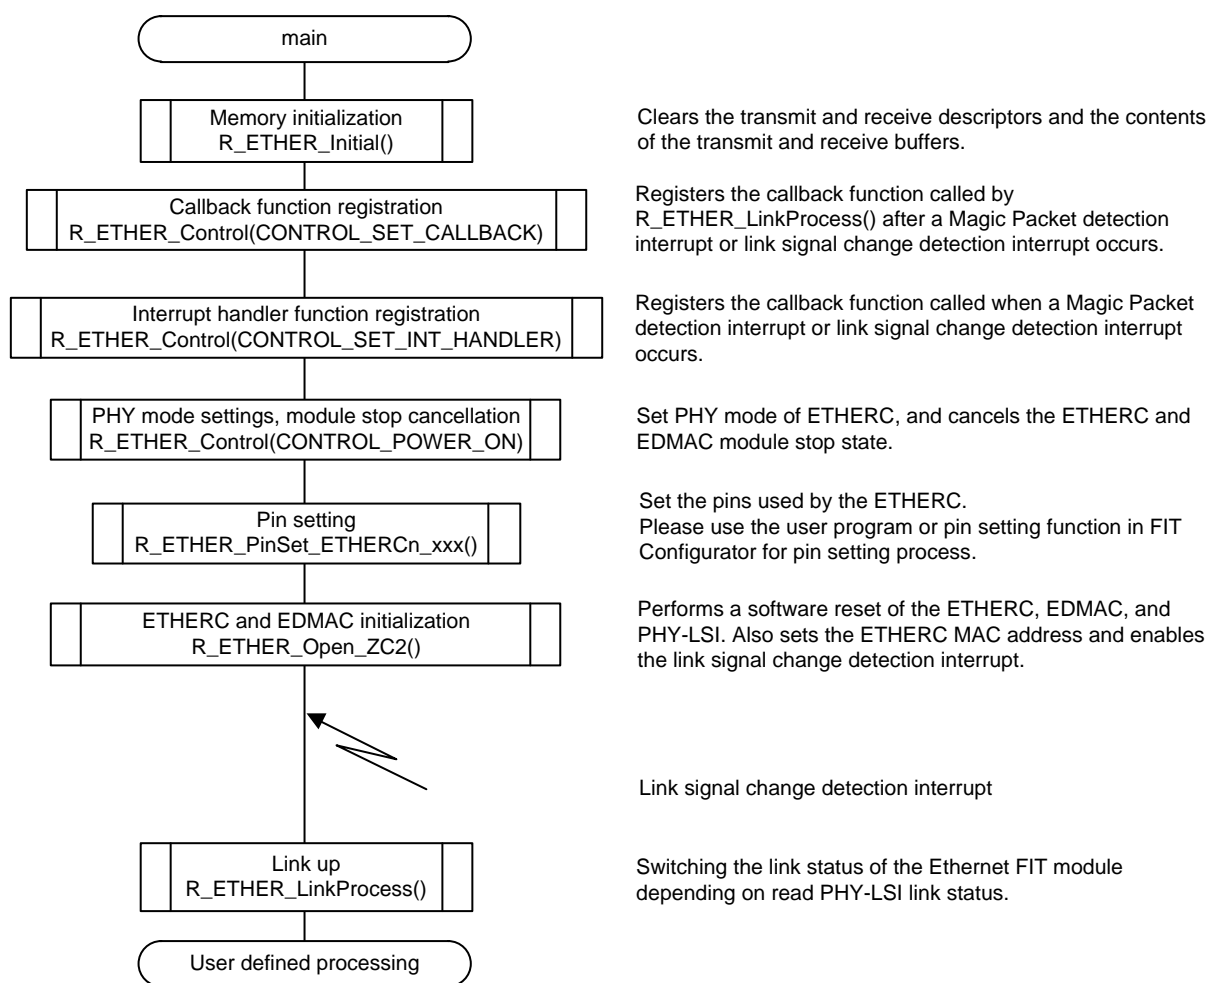 main
Memory initialization
R_ETHER_Initial()
Clears the transmit and receive descriptors and the contents
of the transmit and receive buffers.
Callback function registration
R_ETHER_Control(CONTROL_SET_CALLBACK)
Registers the callback function called by
R_ETHER_LinkProcess() after a Magic Packet detection
interrupt or link signal change detection interrupt occurs.
Interrupt handler function registration
R_ETHER_Control(CONTROL_SET_INT_HANDLER)
Registers the callback function called when a Magic Packet
detection interrupt or link signal change detection interrupt
occurs.
PHY mode settings, module stop cancellation
R_ETHER_Control(CONTROL_POWER_ON)
Set PHY mode of ETHERC, and cancels the ETHERC and
EDMAC module stop state.
Pin setting
R_ETHER_PinSet_ETHERCn_xxx()
Set the pins used by the ETHERC.
Please use the user program or pin setting function in FIT
Configurator for pin setting process.
ETHERC and EDMAC initialization
R_ETHER_Open_ZC2()
Performs a software reset of the ETHERC, EDMAC, and
PHY-LSI. Also sets the ETHERC MAC address and enables
the link signal change detection interrupt.
Link signal change detection interrupt
Link up
R_ETHER_LinkProcess()
Switching the link status of the Ethernet FIT module
depending on read PHY-LSI link status.
User defined processing